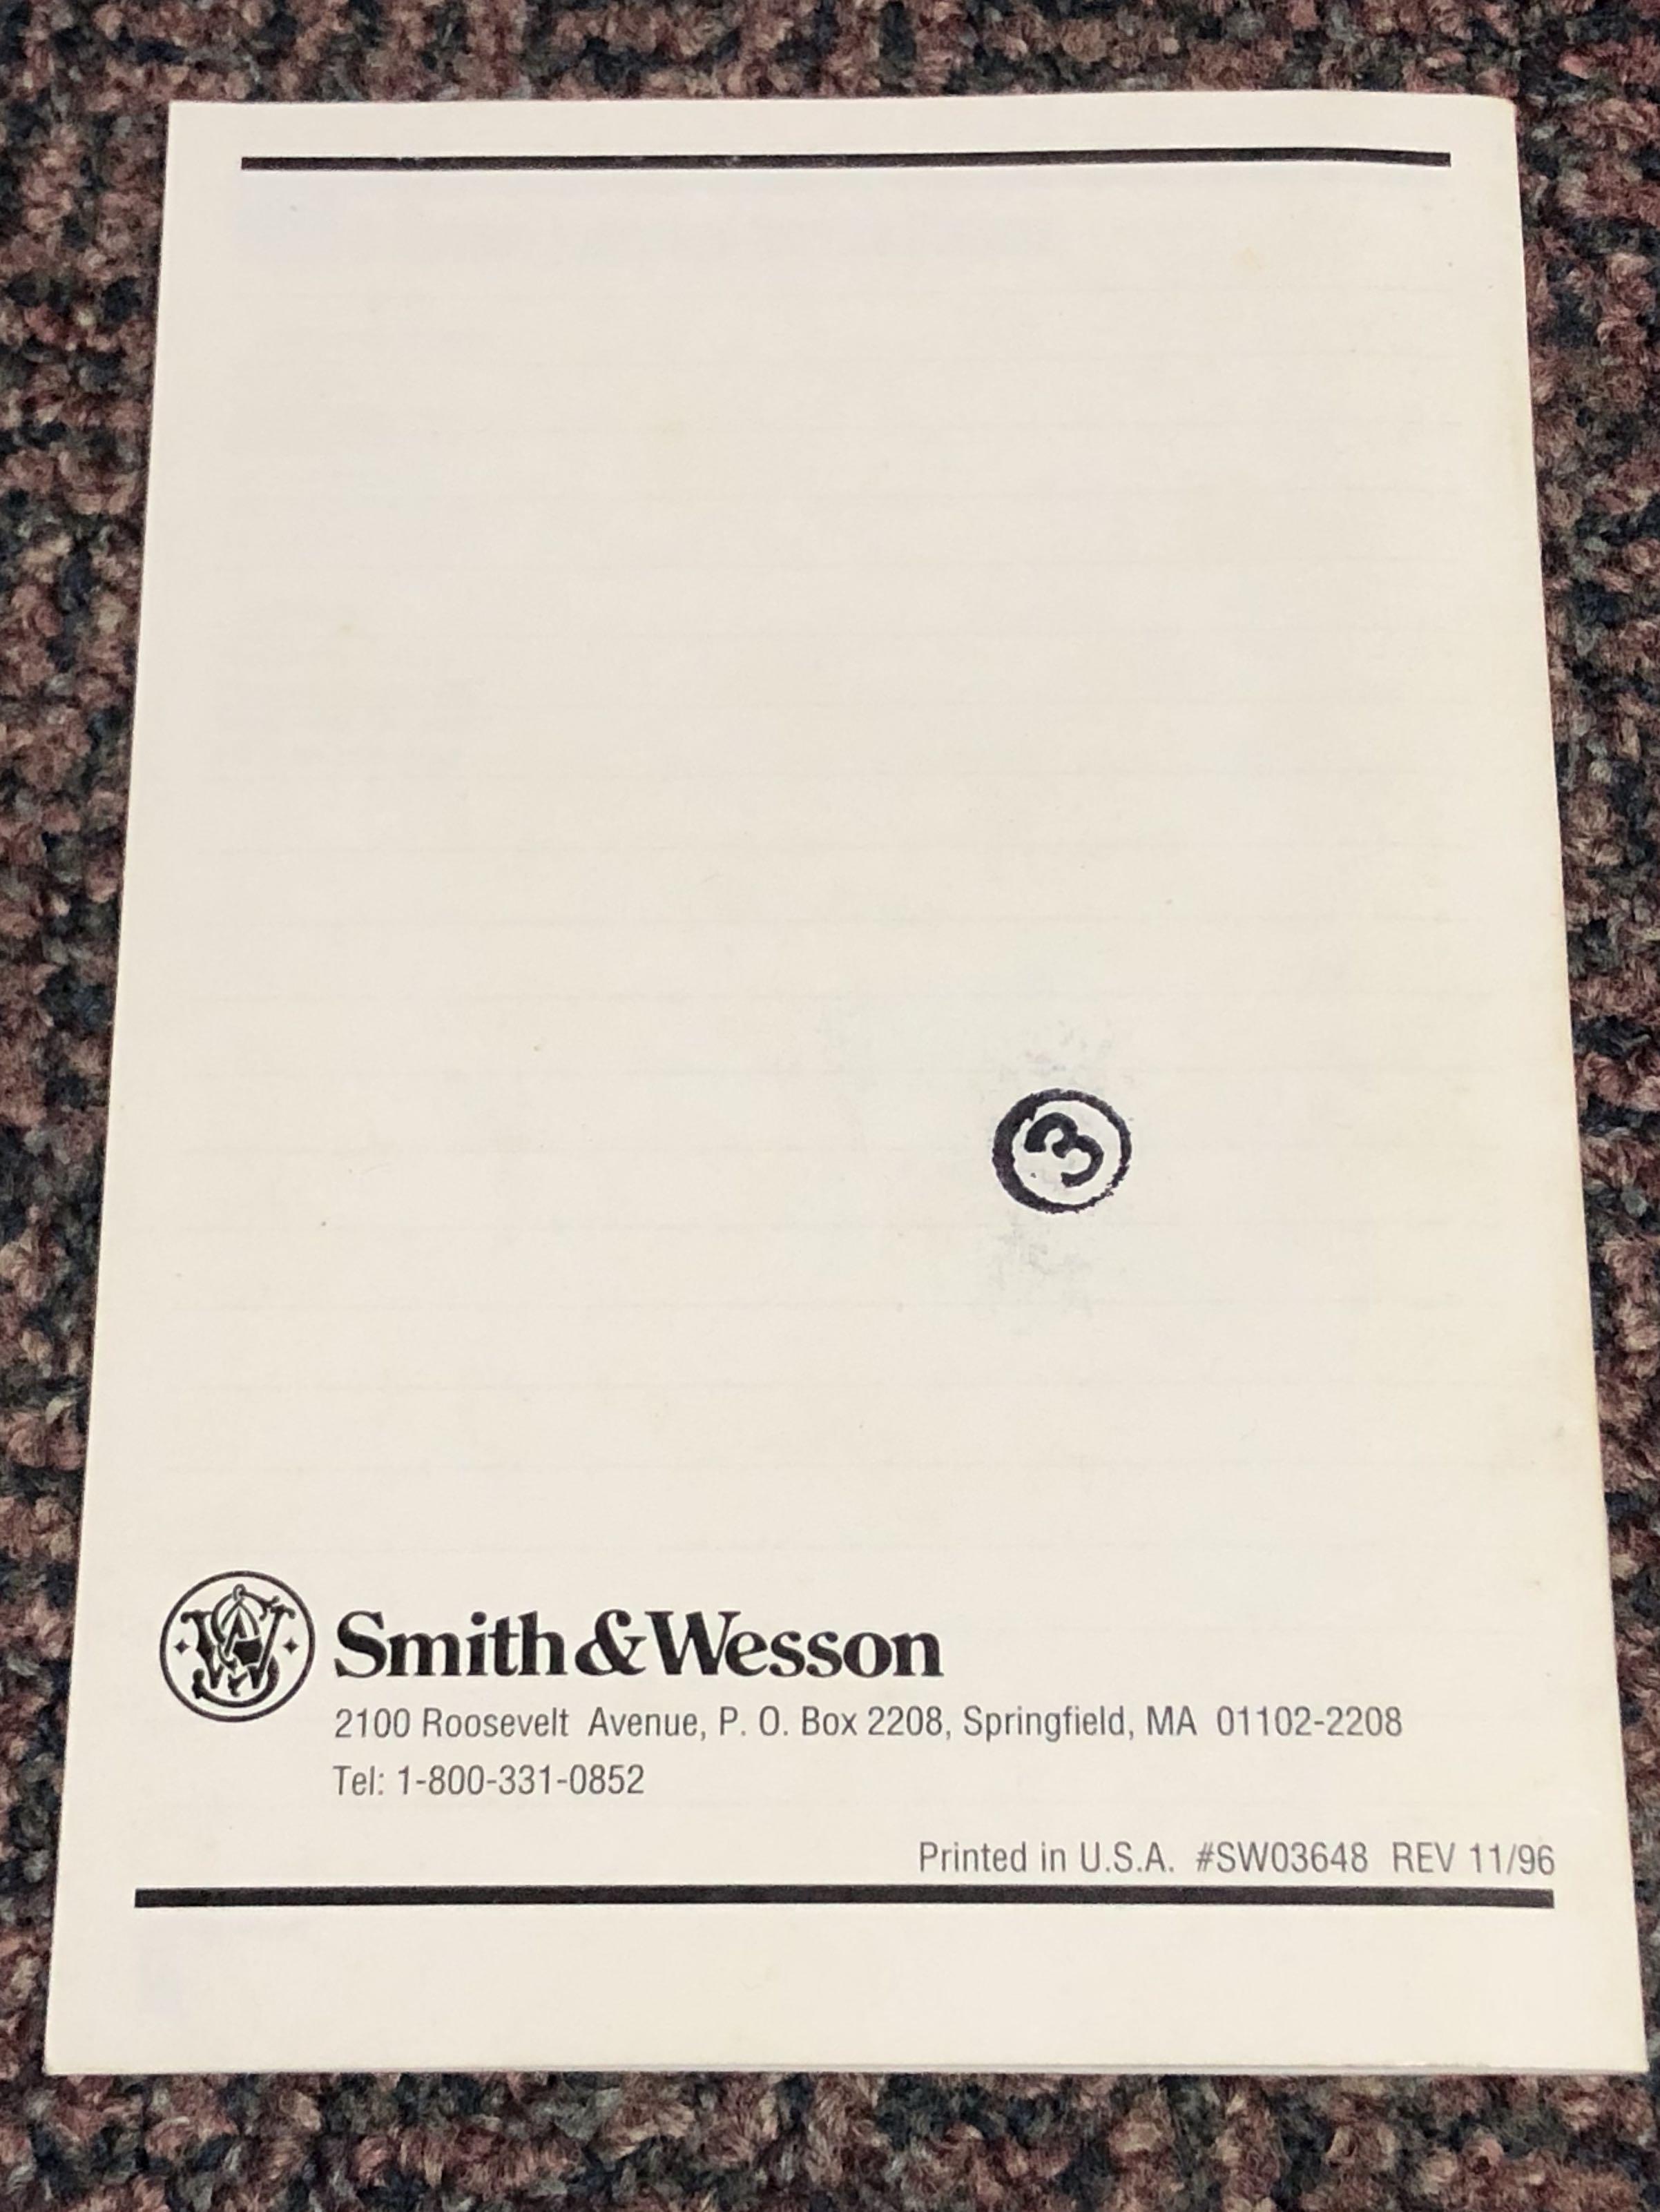 3
Smith & Wesson
2100 Roosevelt Avenue, P. O. Box 2208, Springfield, MA 01102-2208
Tel: 1-800-331-0852
Printed in U.S.A. #SW03648 REV 11/96